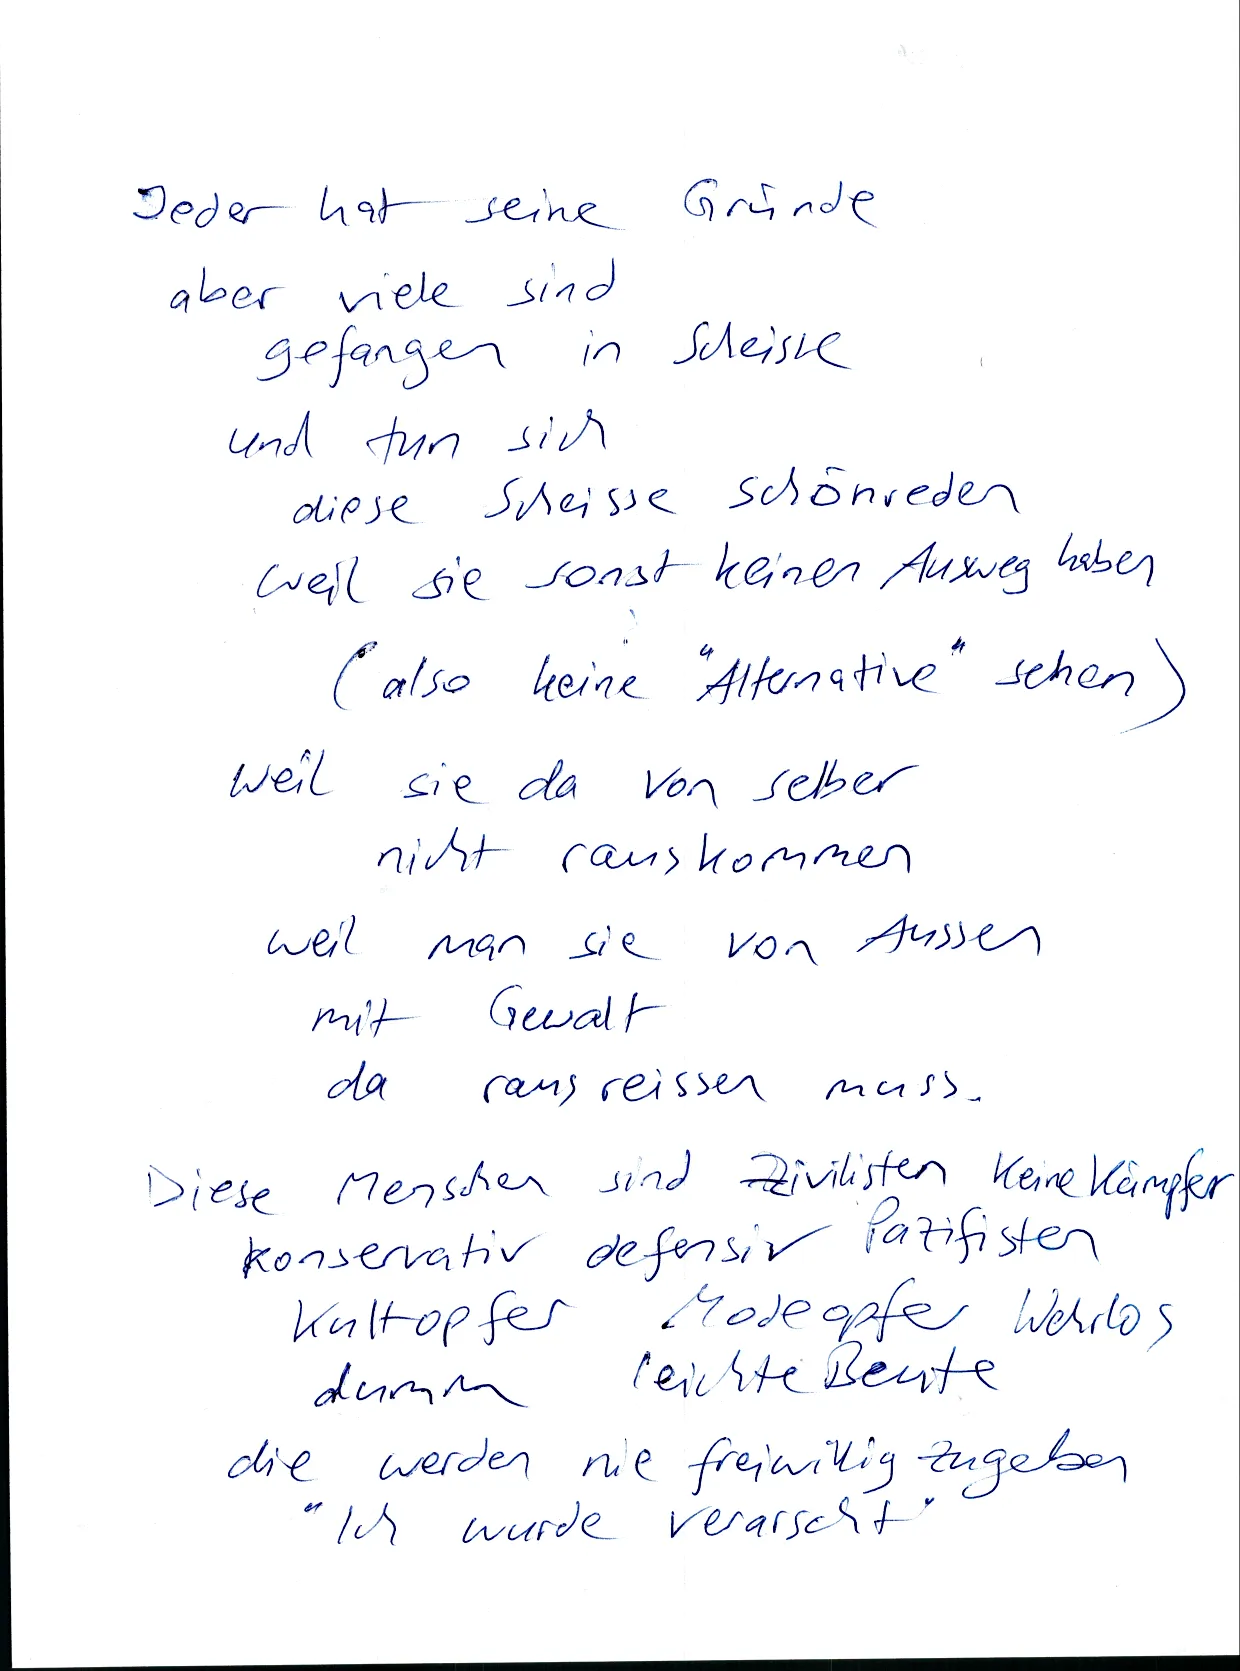 Jeder hat seine Gründe
aber viele sind
gefangen in Scheisse
und tun sich
diese Scheisse schönreden
weil sie sonst keinen Ausweg haben
(also keine "Alternative" sehen)
weil sie da von selber
nicht rauskommen
weil man sie von Aussen
mit Gewalt
da rausreissen muss.
Diese Menschen sind Zivilisten keine Kämpfer
konservativ defensiv Pazifisten
Kultopfer Modeopfer Wehrlos
dumm leichte Beute
die werden nie freiwillig zugeben
"Ich wurde verarscht"